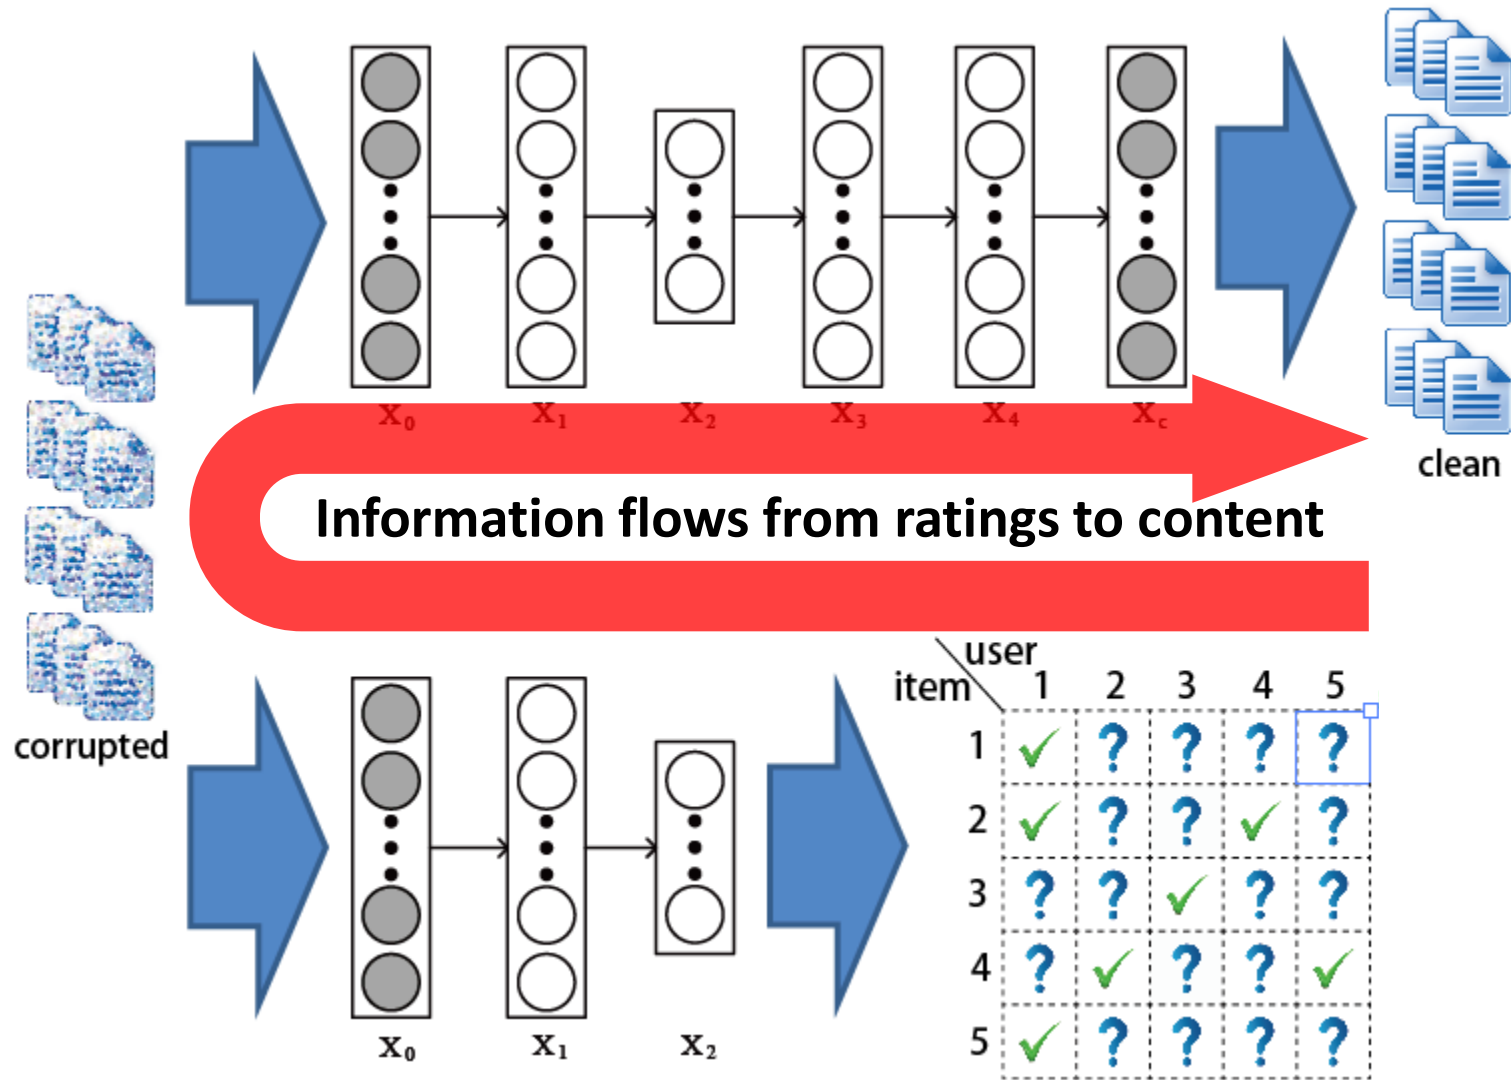 x₀ x₁ x₂ x₃ x₄ x꜀
clean
Information flows from ratings to content
corrupted
user
item 1 2 3 4 5
1 ✓ ? ? ? ?
2 ✓ ? ? ✓ ?
3 ? ? ✓ ? ?
4 ? ✓ ? ? ✓
5 ✓ ? ? ? ?
x₀ x₁ x₂